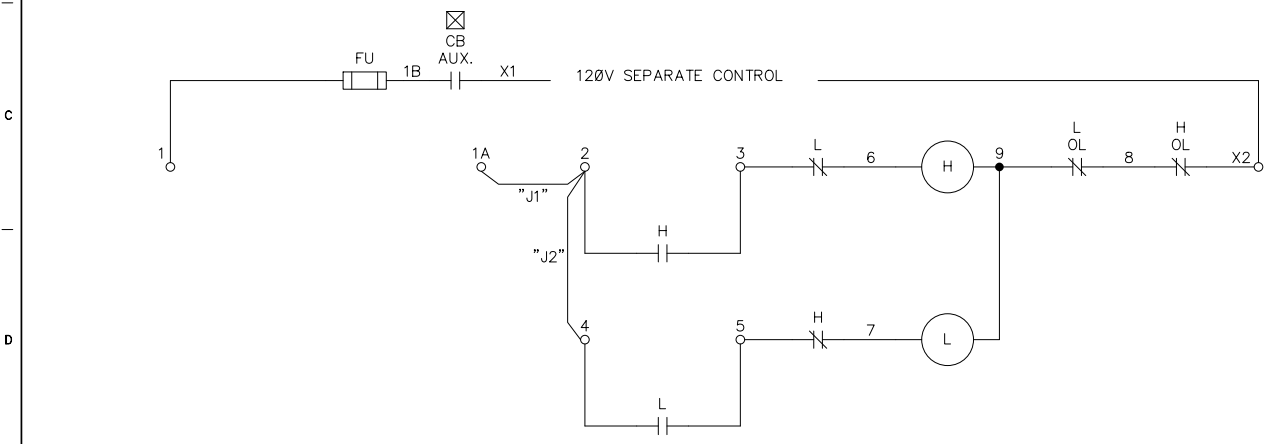 CB
AUX.
FU
1B
X1
120V SEPARATE CONTROL
C
1
1A
2
3
L
6
H
9
L
OL
8
H
OL
X2
"J1"
H
"J2"
D
4
5
H
7
L
L